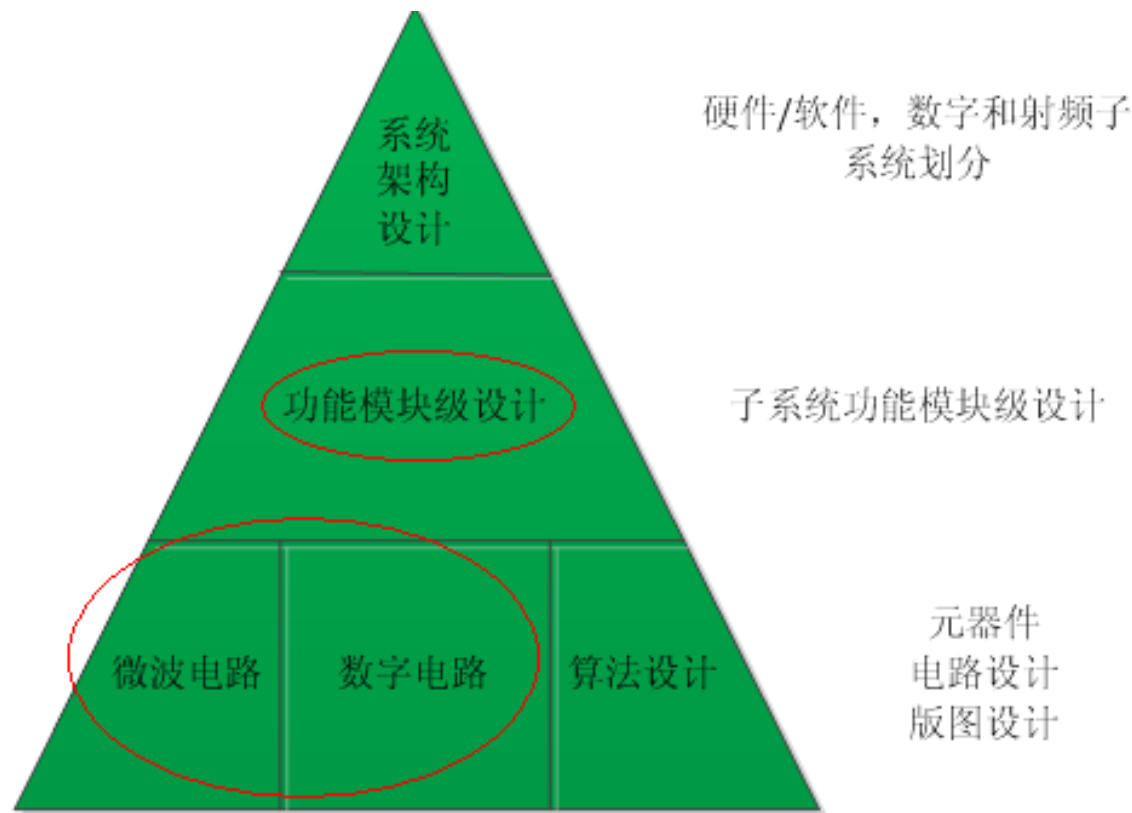 系统
架构
设计
硬件/软件，数字和射频子
系统划分
功能模块级设计
子系统功能模块级设计
微波电路
数字电路
算法设计
元器件
电路设计
版图设计